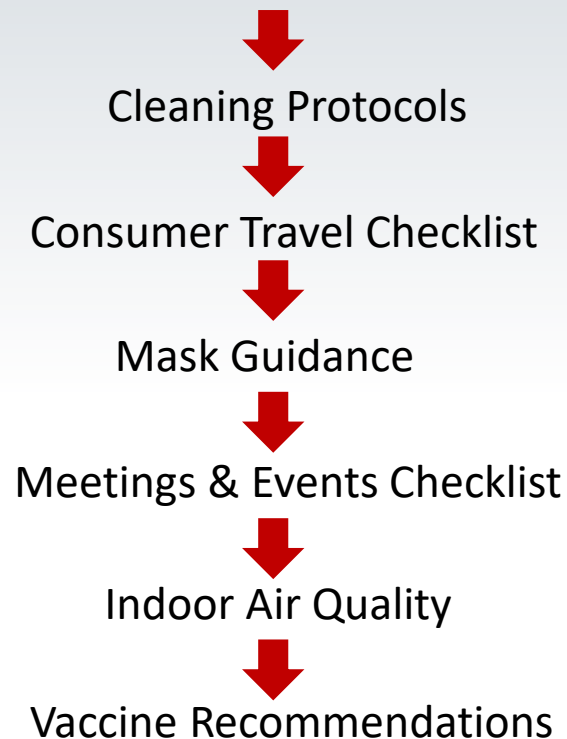 Cleaning Protocols
Consumer Travel Checklist
Mask Guidance
Meetings & Events Checklist
Indoor Air Quality
Vaccine Recommendations